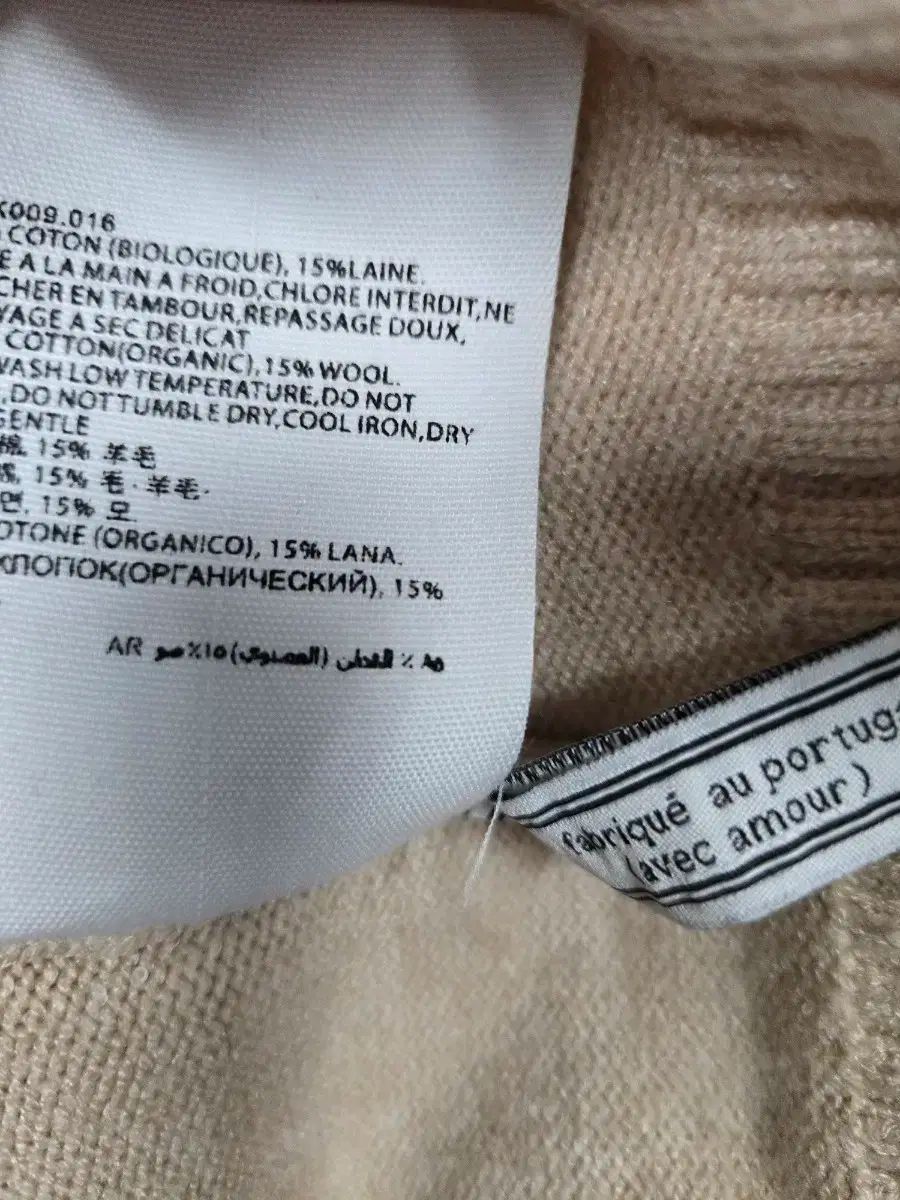 K009.016
COTON (BIOLOGIQUE), 15%LAINE.
E A LA MAIN A FROID,CHLORE INTERDIT,NE
CHER EN TAMBOUR,REPASSAGE DOUX,
YAGE A SEC DELICAT
COTTON(ORGANIC),15% WOOL.
WASH LOW TEMPERATURE,DO NOT
,DO NOT TUMBLE DRY,COOL IRON,DRY
GENTLE
棉, 15% 羊毛
棉, 15% 毛·羊毛.
면, 15% 모
OTONE (ORGANICO), 15% LANA.
ХЛОПОК(ОРГАНИЧЕСКИЙ), 15%
AR
fabriqué au portuga
(avec amour)